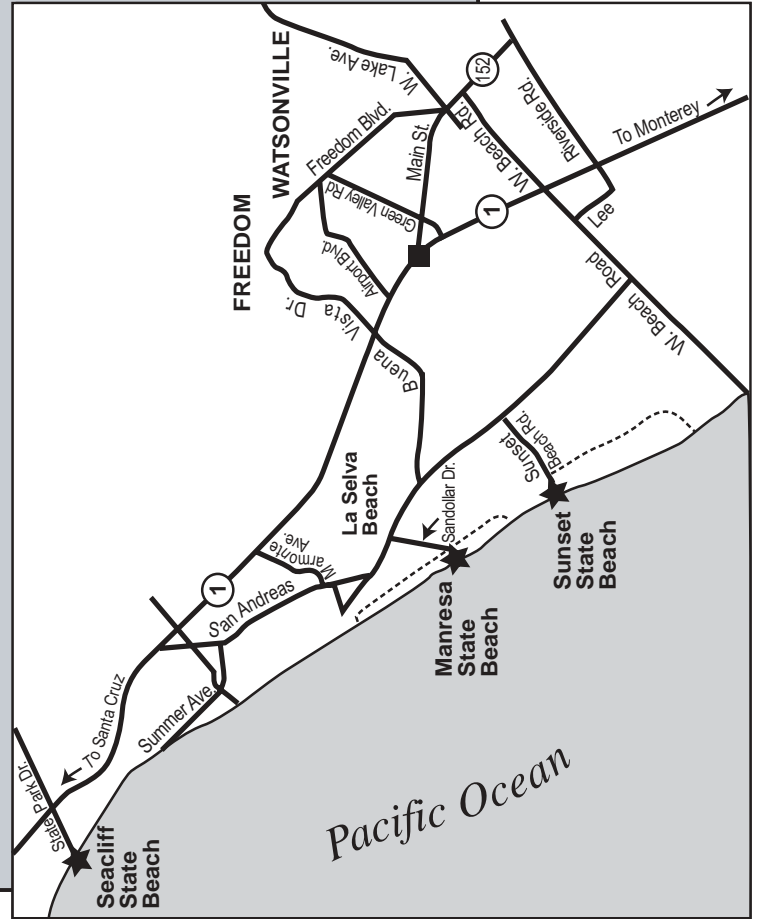 WATSONVILLE
FREEDOM
W. Lake Ave.
152
Riverside Rd.
To Monterey
Freedom Blvd.
Main St.
W. Beach Rd.
W. Beach Rd.
Green Valley Rd
1
Lee
Road
Airport Blvd.
W. Beach
Buena Vista Dr.
La Selva
Beach
Sunset
Beach Rd.
Sandollar Dr.
Sunset
State
Beach
Marmonte
Ave.
1
San Andreas
Manresa
State
Beach
To Santa Cruz
Summer Ave.
State Park Dr.
Seacliff
State
Beach
Pacific Ocean